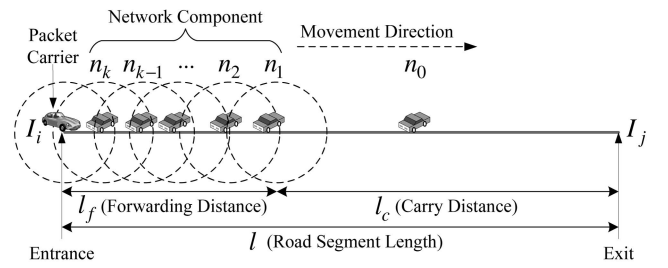 Network Component
Movement Direction
Packet
Carrier
n_k n_{k-1} ... n_2 n_1 n_0
I_i I_j
l_f (Forwarding Distance) l_c (Carry Distance)
l (Road Segment Length)
Entrance Exit